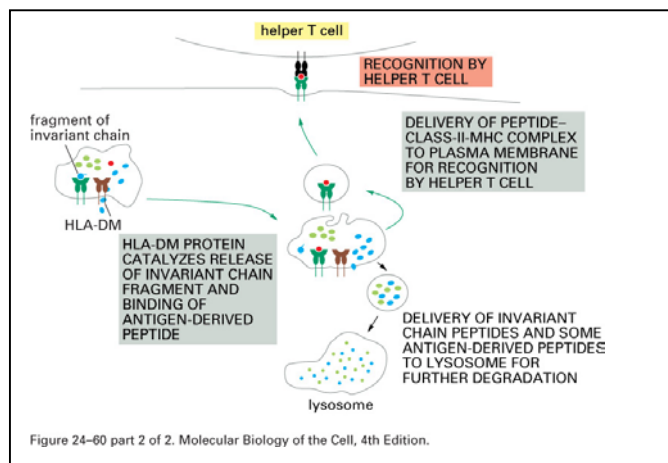 helper T cell
RECOGNITION BY
HELPER T CELL
fragment of
invariant chain
DELIVERY OF PEPTIDE–
CLASS-II-MHC COMPLEX
TO PLASMA MEMBRANE
FOR RECOGNITION
BY HELPER T CELL
HLA-DM
HLA-DM PROTEIN
CATALYZES RELEASE
OF INVARIANT CHAIN
FRAGMENT AND
BINDING OF
ANTIGEN-DERIVED
PEPTIDE
DELIVERY OF INVARIANT
CHAIN PEPTIDES AND SOME
ANTIGEN-DERIVED PEPTIDES
TO LYSOSOME FOR
FURTHER DEGRADATION
lysosome
Figure 24–60 part 2 of 2. Molecular Biology of the Cell, 4th Edition.